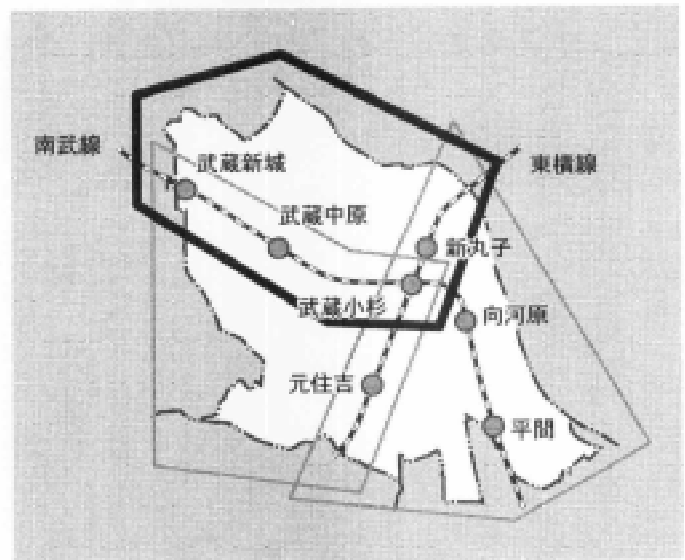 南武線
武蔵新城
東横線
武蔵中原
新丸子
武蔵小杉
向河原
元住吉
平間